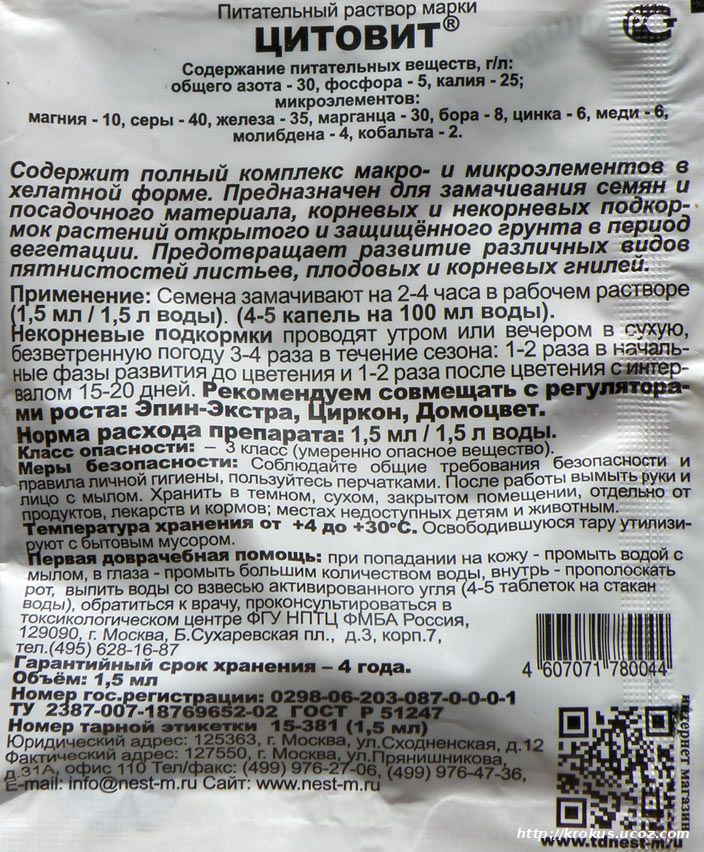 Питательный раствор марки
ЦИТОВИТ®
Содержание питательных веществ, г/л:
общего азота - 30, фосфора - 5, калия - 25;
микроэлементов:
магния - 10, серы - 40, железа - 35, марганца - 30, бора - 8, цинка - 6, меди - 6,
молибдена - 4, кобальта - 2.
Содержит полный комплекс макро- и микроэлементов в
хелатной форме. Предназначен для замачивания семян и
посадочного материала, корневых и некорневых подкор-
мок растений открытого и защищённого грунта в период
вегетации. Предотвращает развитие различных видов
пятнистостей листьев, плодовых и корневых гнилей.
Применение: Семена замачивают на 2-4 часа в рабочем растворе
(1,5 мл / 1,5 л воды). (4-5 капель на 100 мл воды).
Некорневые подкормки проводят утром или вечером в сухую,
безветренную погоду 3-4 раза в течение сезона: 1-2 раза в началь-
ные фазы развития до цветения и 1-2 раза после цветения с интер-
валом 15-20 дней. Рекомендуем совмещать с регулятора-
ми роста: Эпин-Экстра, Циркон, Домоцвет.
Норма расхода препарата: 1,5 мл / 1,5 л воды.
Класс опасности: – 3 класс (умеренно опасное вещество).
Меры безопасности: Соблюдайте общие требования безопасности и
правила личной гигиены, пользуйтесь перчатками. После работы вымыть руки и
лицо с мылом. Хранить в темном, сухом, закрытом помещении, отдельно от
продуктов, лекарств и кормов; местах недоступных детям и животным.
Температура хранения от +4 до +30°С. Освободившуюся тару утилизи-
руют с бытовым мусором.
Первая доврачебная помощь: при попадании на кожу - промыть водой с
мылом, в глаза - промыть большим количеством воды, внутрь - прополоскать
рот, выпить воды со взвесью активированного угля (4-5 таблеток на стакан
воды), обратиться к врачу, проконсультироваться в
токсикологическом центре ФГУ НПТЦ ФМБА Россия,
129090, г. Москва, Б.Сухаревская пл., д.3, корп.7,
тел.(495) 628-16-87
Гарантийный срок хранения – 4 года.
Объём: 1,5 мл
Номер гос.регистрации: 0298-06-203-087-0-0-0-1
ТУ 2387-007-18769652-02 ГОСТ Р 51247
Номер тарной этикетки 15-381 (1,5 мл)
Юридический адрес: 125363, г. Москва, ул.Сходненская, д.12
Фактический адрес: 127550, г. Москва, ул.Прянишникова,
д.31А, офис 110 Тел/факс: (499) 976-27-06, (499) 976-47-36,
E-mail: info@nest-m.ru Сайт: www.nest-m.ru
4 607071 780044
интернет магазин
www.tdnest-m.ru
http://krokus.ucoz.com